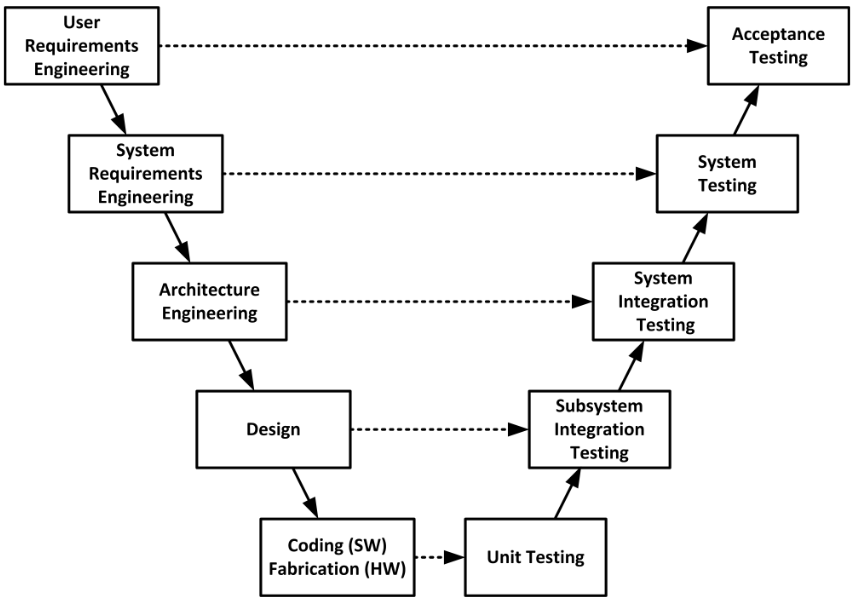 User
Requirements
Engineering
Acceptance
Testing
System
Requirements
Engineering
System
Testing
Architecture
Engineering
System
Integration
Testing
Design
Subsystem
Integration
Testing
Coding (SW)
Fabrication (HW)
Unit Testing